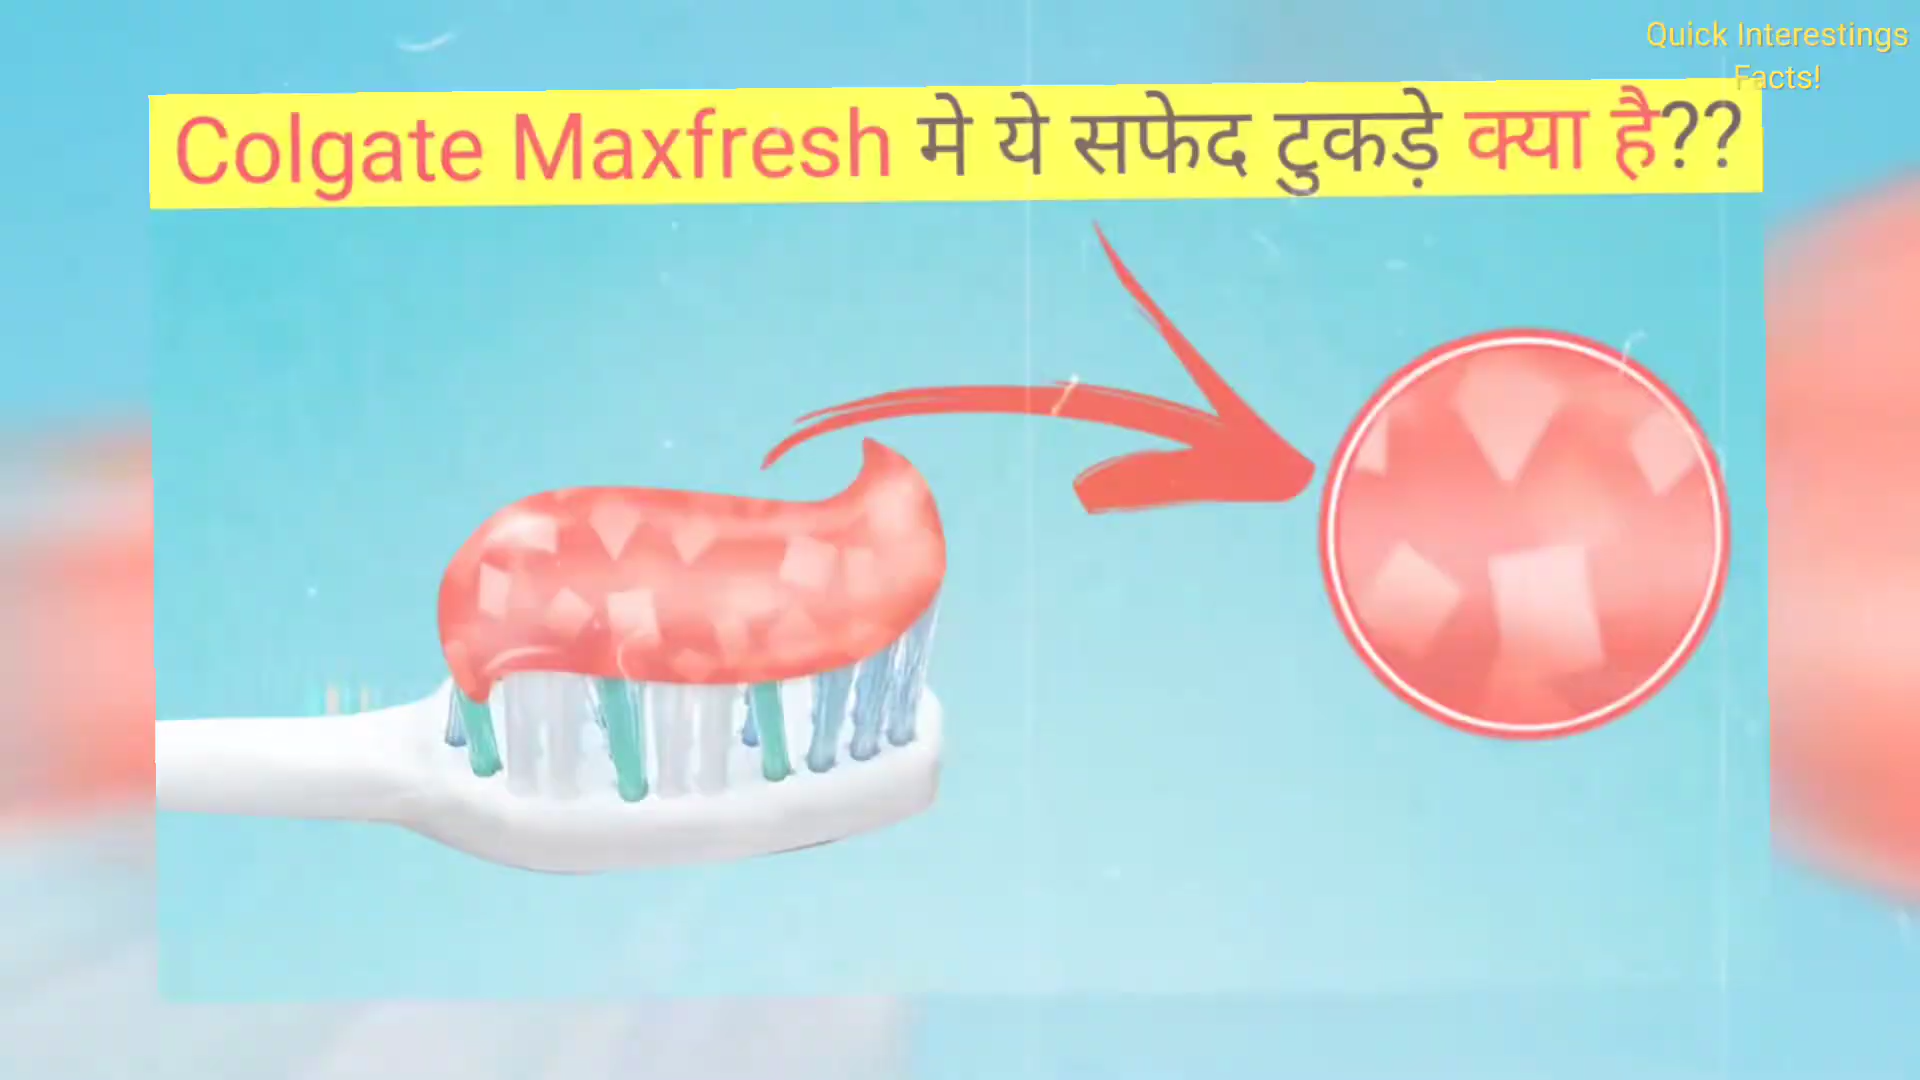 Quick Interestings
Facts!
Colgate Maxfresh मे ये सफेद टुकड़े क्या है??